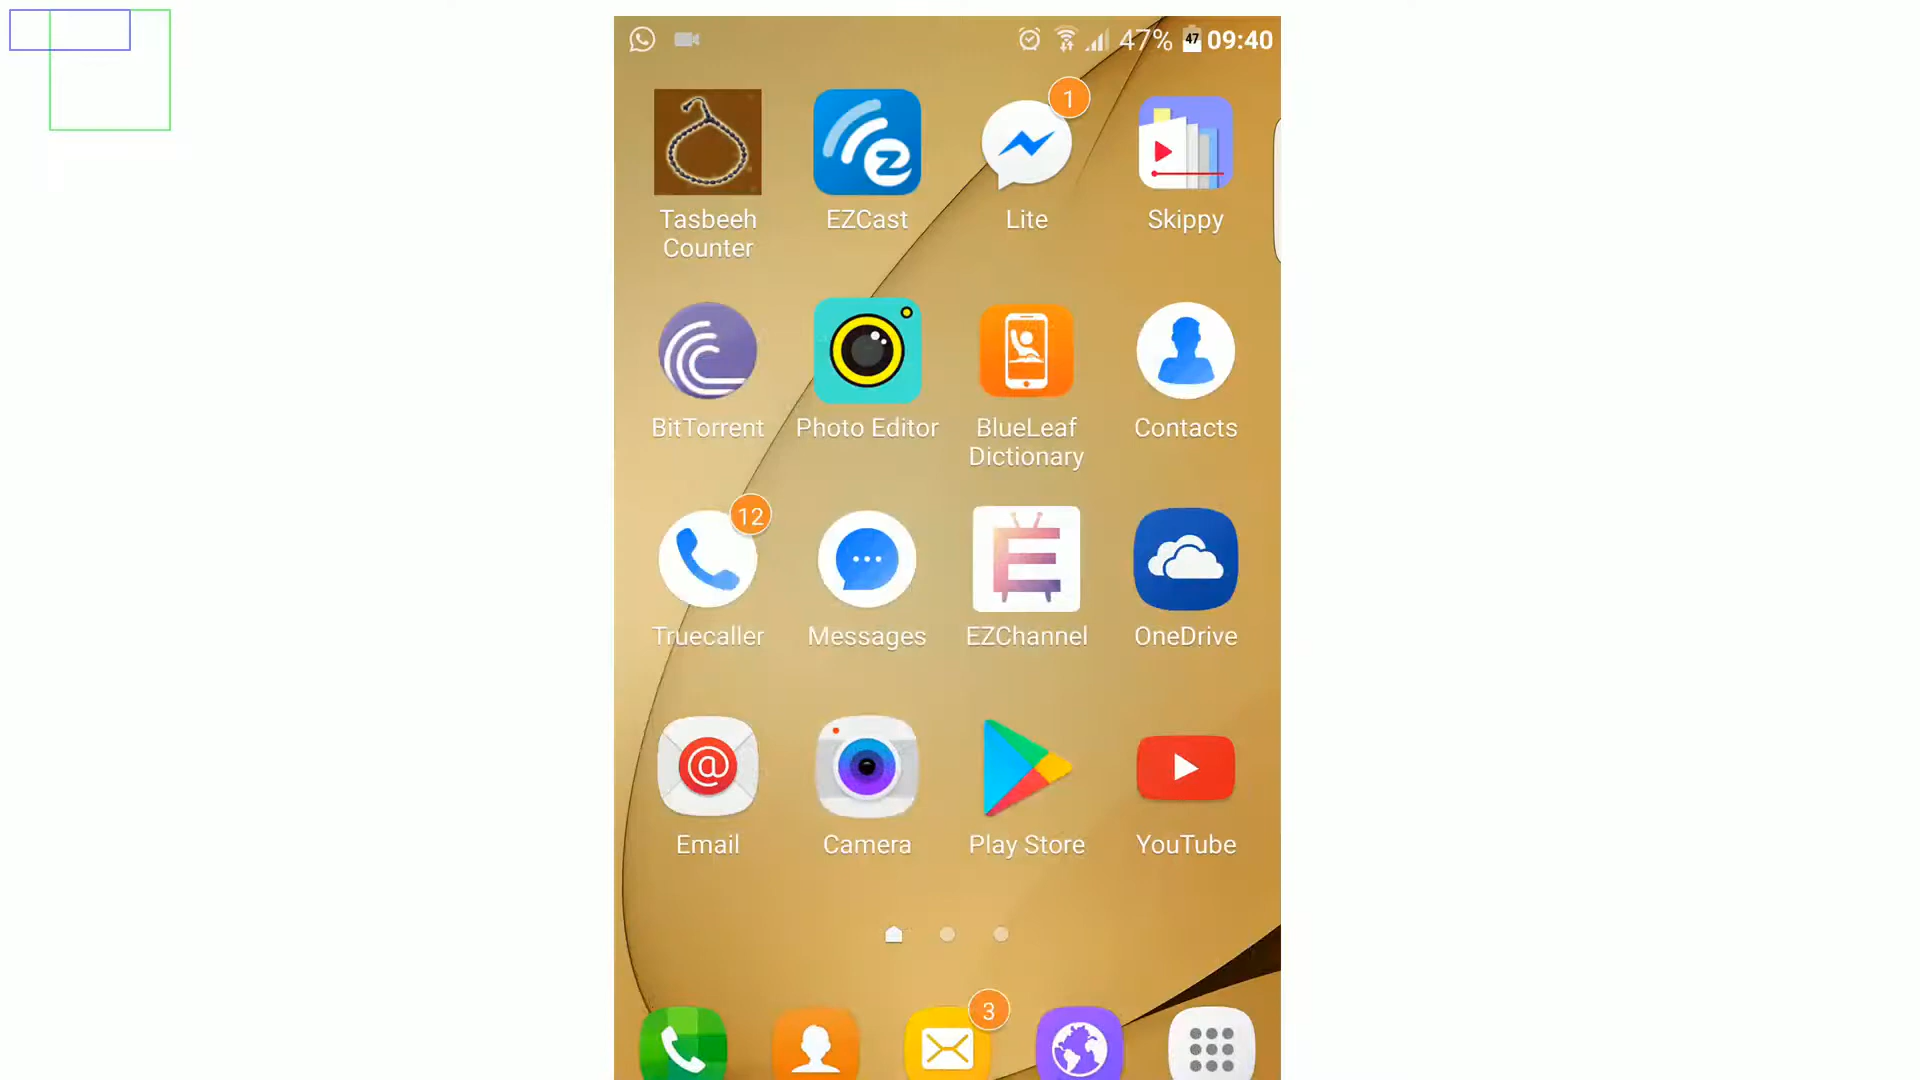 47% 47 09:40
1
Tasbeeh Counter
EZCast
Lite
Skippy
BitTorrent
Photo Editor
BlueLeaf Dictionary
Contacts
12
Truecaller
Messages
EZChannel
OneDrive
Email
Camera
Play Store
YouTube
3